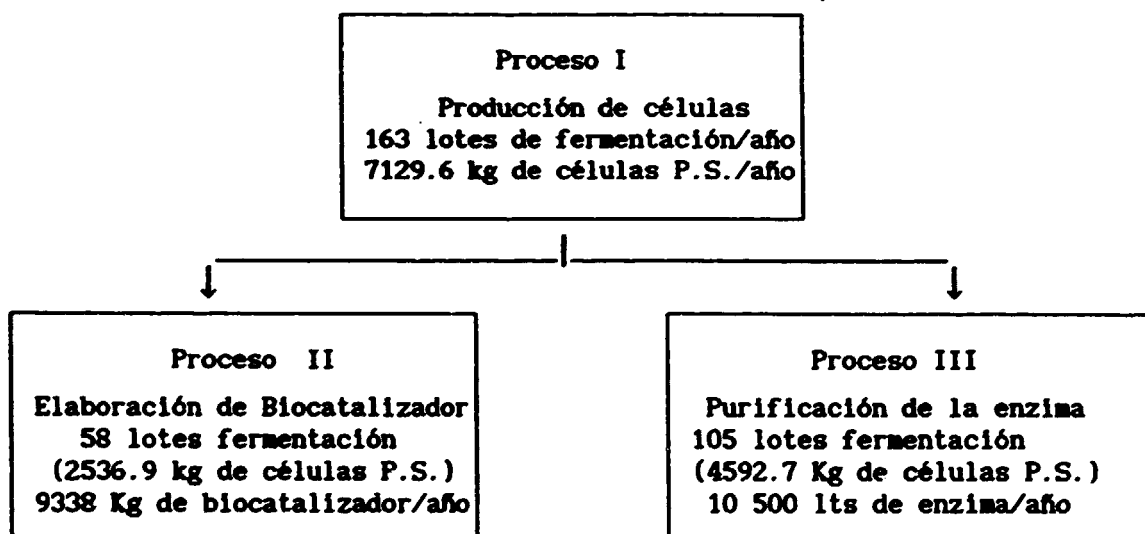 Proceso I
Producción de células
163 lotes de fermentación/año
7129.6 kg de células P.S./año
Proceso II
Elaboración de Biocatalizador
58 lotes fermentación
(2536.9 kg de células P.S.)
9338 Kg de biocatalizador/año
Proceso III
Purificación de la enzima
105 lotes fermentación
(4592.7 Kg de células P.S.)
10 500 lts de enzima/año